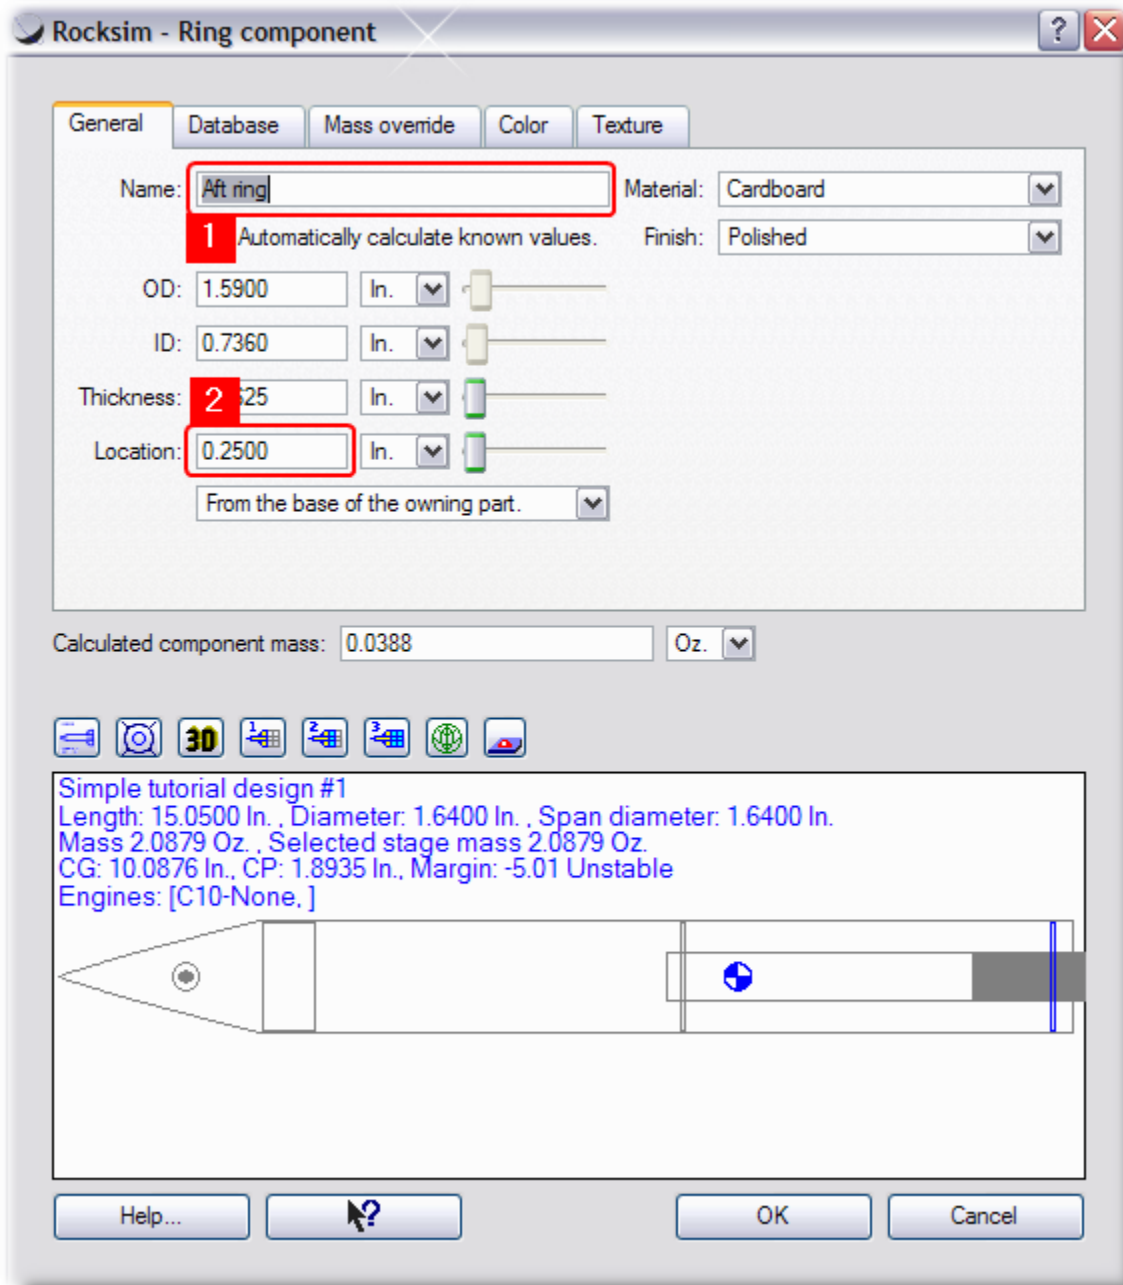 Rocksim - Ring component
General Database Mass override Color Texture
Name: Aft ring Material: Cardboard
1 Automatically calculate known values. Finish: Polished
OD: 1.5900 In.
ID: 0.7360 In.
Thickness: 2 625 In.
Location: 0.2500 In.
From the base of the owning part.
Calculated component mass: 0.0388 Oz.
3D 1 2 3
Simple tutorial design #1
Length: 15.0500 In. , Diameter: 1.6400 In. , Span diameter: 1.6400 In.
Mass 2.0879 Oz. , Selected stage mass 2.0879 Oz.
CG: 10.0876 In., CP: 1.8935 In., Margin: -5.01 Unstable
Engines: [C10-None, ]
Help... ? OK Cancel